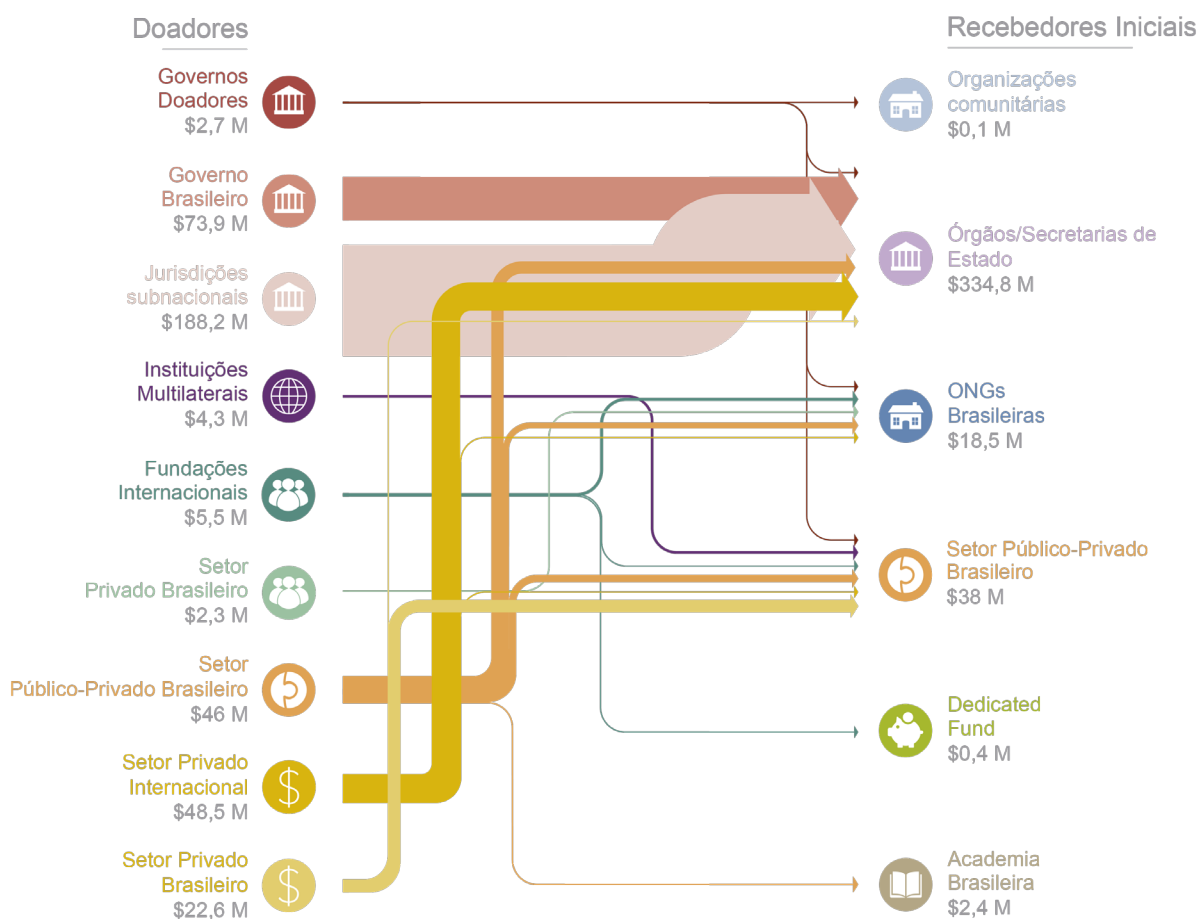 Doadores
Governos
Doadores
$2,7 M
Governo
Brasileiro
$73,9 M
Jurisdições
subnacionais
$188,2 M
Instituições
Multilaterais
$4,3 M
Fundações
Internacionais
$5,5 M
Setor
Privado Brasileiro
$2,3 M
Setor
Público-Privado Brasileiro
$46 M
Setor Privado
Internacional
$48,5 M
Setor Privado
Brasileiro
$22,6 M
Recebedores Iniciais
Organizações
comunitárias
$0,1 M
Órgãos/Secretarias de
Estado
$334,8 M
ONGs
Brasileiras
$18,5 M
Setor Público-Privado
Brasileiro
$38 M
Dedicated
Fund
$0,4 M
Academia
Brasileira
$2,4 M